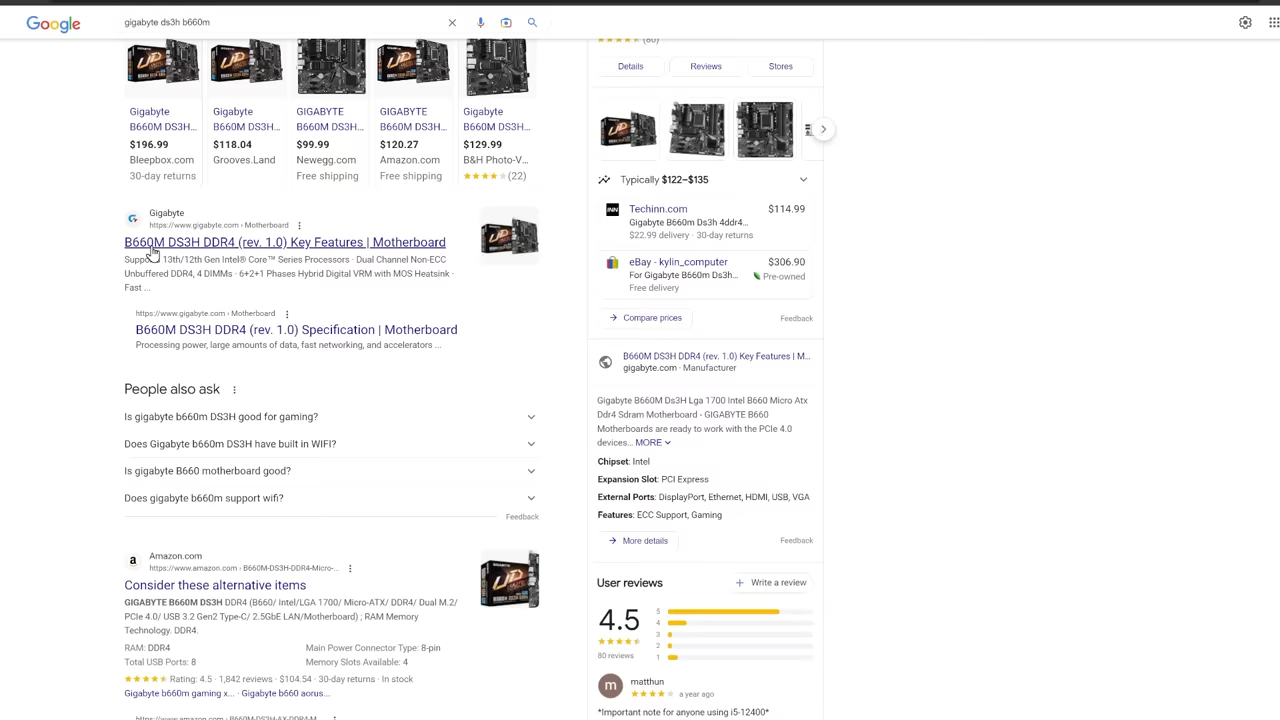 Google
gigabyte ds3h b660m
Gigabyte B660M DS3H...
$196.99
Bleepbox.com
30-day returns
Gigabyte B660M DS3H...
$118.04
Grooves.Land
GIGABYTE B660M DS3H...
$99.99
Newegg.com
Free shipping
GIGABYTE B660M DS3H...
$120.27
Amazon.com
Free shipping
Gigabyte B660M DS3H...
$129.99
B&H Photo-V...
(22)
Gigabyte
https://www.gigabyte.com › Motherboard
B660M DS3H DDR4 (rev. 1.0) Key Features | Motherboard
13th/12th Gen Intel® Core™ Series Processors · Dual Channel Non-ECC
Unbuffered DDR4, 4 DIMMs · 6+2+1 Phases Hybrid Digital VRM with MOS Heatsink ·
Fast ...
https://www.gigabyte.com › Motherboard
B660M DS3H DDR4 (rev. 1.0) Specification | Motherboard
Processing power, large amounts of data, fast networking, and accelerators ...
People also ask
Is gigabyte b660m DS3H good for gaming?
Does Gigabyte b660m DS3H have built in WIFI?
Is gigabyte B660 motherboard good?
Does gigabyte b660m support wifi?
Feedback
a
Amazon.com
https://www.amazon.com › B660M-DS3H-DDR4-Micro-...
Consider these alternative items
GIGABYTE B660M DS3H DDR4 (B660/ Intel/LGA 1700/ Micro-ATX/ DDR4/ Dual M.2/
PCIe 4.0/ USB 3.2 Gen2 Type-C/ 2.5GbE LAN/Motherboard) ; RAM Memory
Technology. DDR4.
RAM: DDR4
Main Power Connector Type: 8-pin
Total USB Ports: 8
Memory Slots Available: 4
Rating: 4.5 · 1,842 reviews · $104.54 · 30-day returns · In stock
Gigabyte b660m gaming x... · Gigabyte b660 aorus...
https://www.amazon.com › B660M-DS3H-AX-DDR4-M...
(80)
Details
Reviews
Stores
Typically $122–$135
INN
Techinn.com
$114.99
Gigabyte B660m Ds3h 4ddr4...
$22.99 delivery · 30-day returns
eBay - kylin_computer
$306.90
For Gigabyte B660m Ds3h...
Pre-owned
Free delivery
Compare prices
Feedback
B660M DS3H DDR4 (rev. 1.0) Key Features | M...
gigabyte.com · Manufacturer
Gigabyte B660M Ds3H Lga 1700 Intel B660 Micro Atx
Ddr4 Sdram Motherboard - GIGABYTE B660
Motherboards are ready to work with the PCIe 4.0
devices... MORE
Chipset: Intel
Expansion Slot: PCI Express
External Ports: DisplayPort, Ethernet, HDMI, USB, VGA
Features: ECC Support, Gaming
More details
Feedback
User reviews
Write a review
4.5
80 reviews
5
4
3
2
1
m
matthun
a year ago
*Important note for anyone using i5-12400*